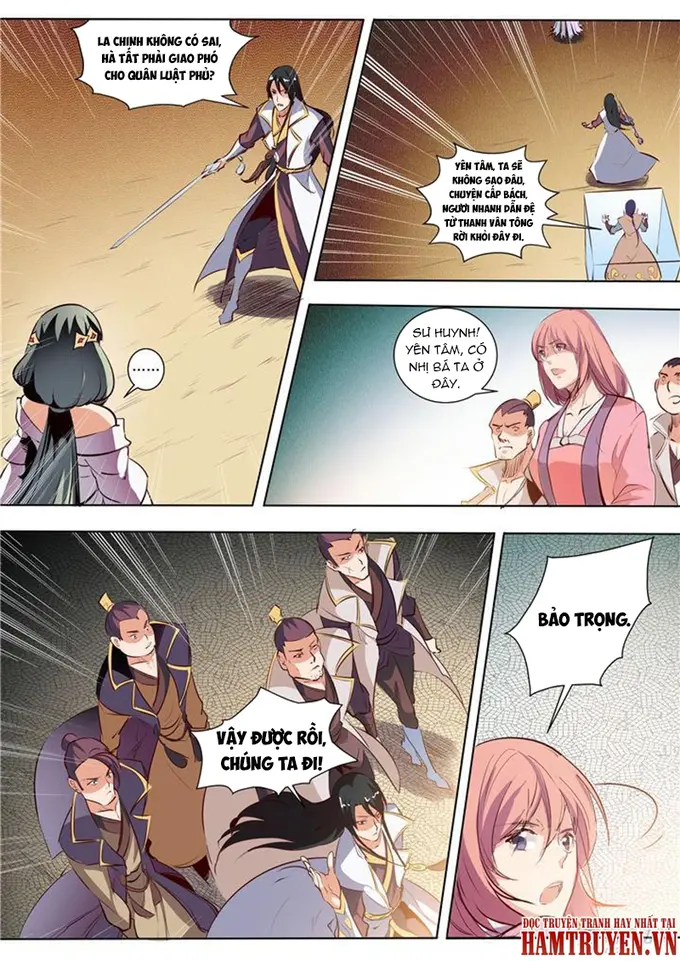 LA CHINH KHÔNG CÓ SAI,
HÀ TẤT PHẢI GIAO PHÓ
CHO QUÂN LUẬT PHÙ?
YÊN TÂM, TA SẼ
KHÔNG SAO ĐÂU,
CHUYỆN CẤP BÁCH,
NGƯƠI NHANH DẪN ĐỆ
TỬ THANH VÂN TÔNG
RỜI KHỎI ĐÂY ĐI.
......
SƯ HUYNH!
YÊN TÂM, CÓ
NHỊ BÁ TA Ở
ĐÂY.
VẬY ĐƯỢC RỒI,
CHÚNG TA ĐI!
BẢO TRỌNG.
ĐỌC TRUYỆN TRANH HAY NHẤT TẠI
HAMTRUYEN.VN